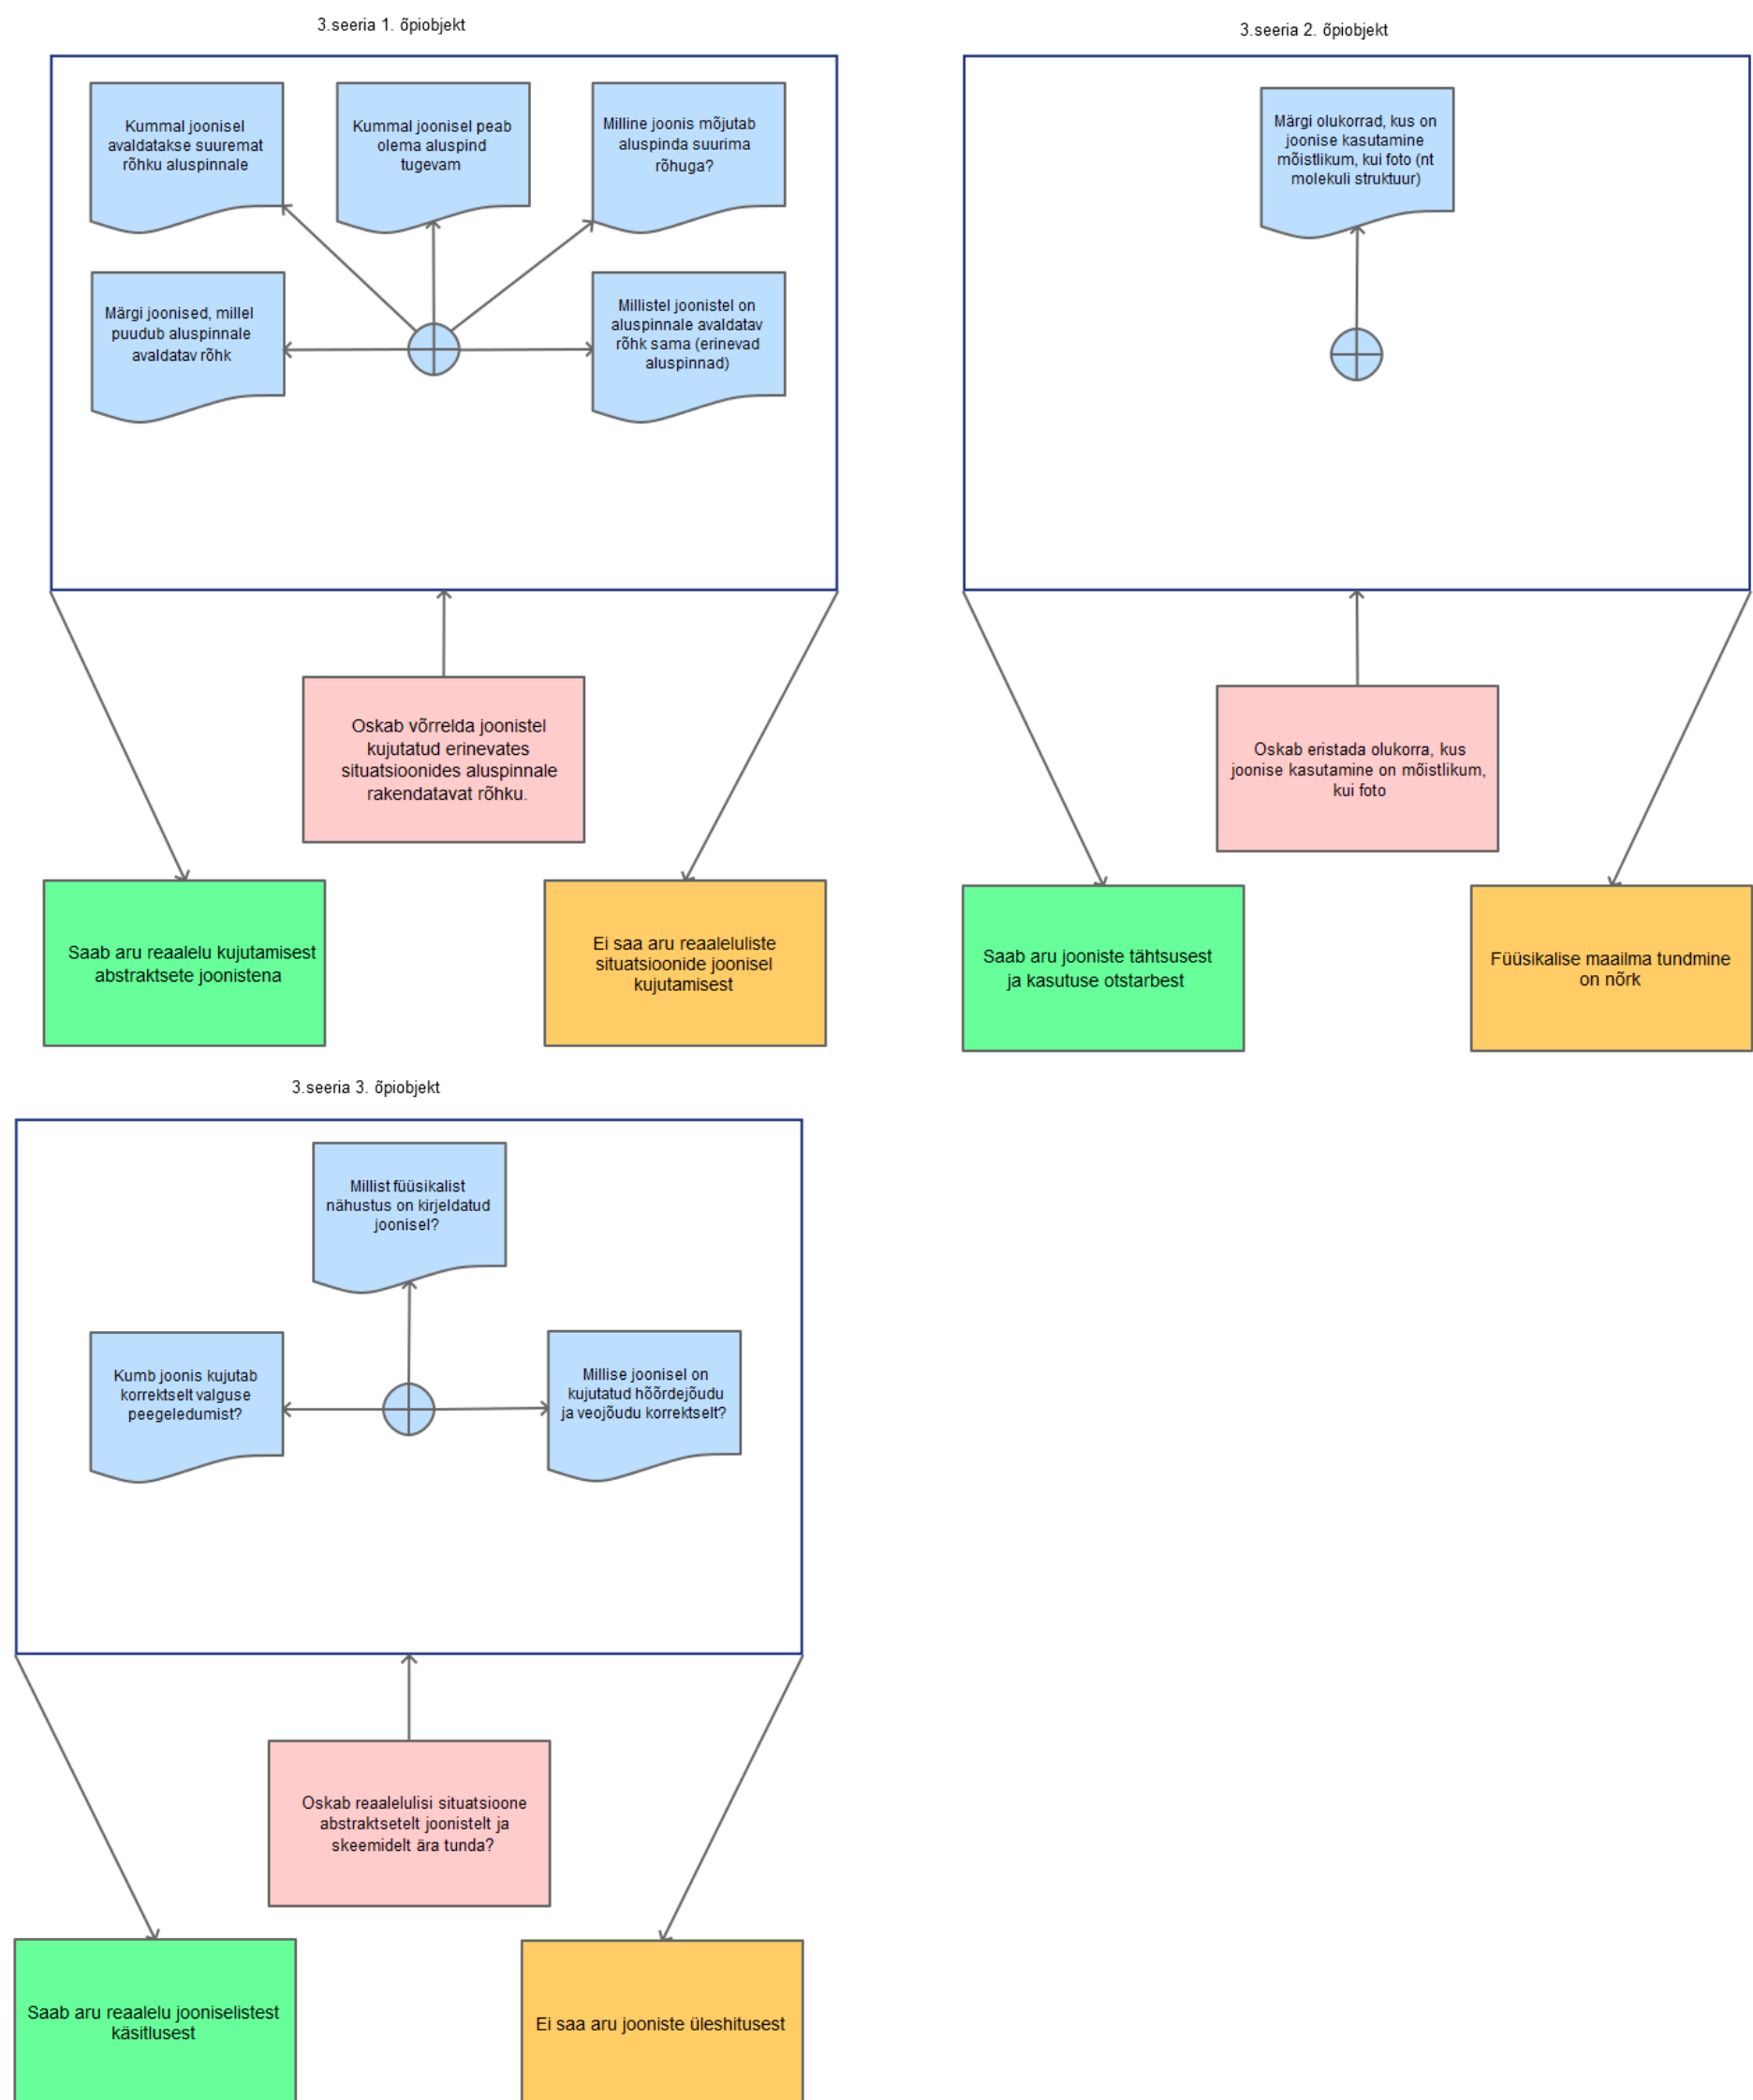 3.seeria 1. õpiobjekt
Kummal joonisel
avaldatakse suuremat
rõhku aluspinnale
Kummal joonisel peab
olema aluspind
tugevam
Milline joonis mõjutab
aluspinda suurima
rõhuga?
Märgi joonised, millel
puudub aluspinnale
avaldatav rõhk
Millistel joonistel on
aluspinnale avaldatav
rõhk sama (erinevad
aluspinnad)
Oskab võrrelda joonistel
kujutatud erinevates
situatsioonides aluspinnale
rakendatavat rõhku.
Saab aru reaalelu kujutamisest
abstraktsete joonistena
Ei saa aru reaaleluliste
situatsioonide joonisel
kujutamisest
3.seeria 2. õpiobjekt
Märgi olukorrad, kus on
joonise kasutamine
mõistlikum, kui foto (nt
molekuli struktuur)
Oskab eristada olukorra, kus
joonise kasutamine on mõistlikum,
kui foto
Saab aru jooniste tähtsusest
ja kasutuse otstarbest
Füüsikalise maailma tundmine
on nõrk
3.seeria 3. õpiobjekt
Millist füüsikalist
nähustus on kirjeldatud
joonisel?
Kumb joonis kujutab
korrektselt valguse
peegeledumist?
Millise joonisel on
kujutatud hõõrdejõudu
ja veojõudu korrektselt?
Oskab reaalelulisi situatsioone
abstraktsetelt joonistelt ja
skeemidelt ära tunda?
Saab aru reaalelu jooniselistest
käsitlusest
Ei saa aru jooniste üleshitusest